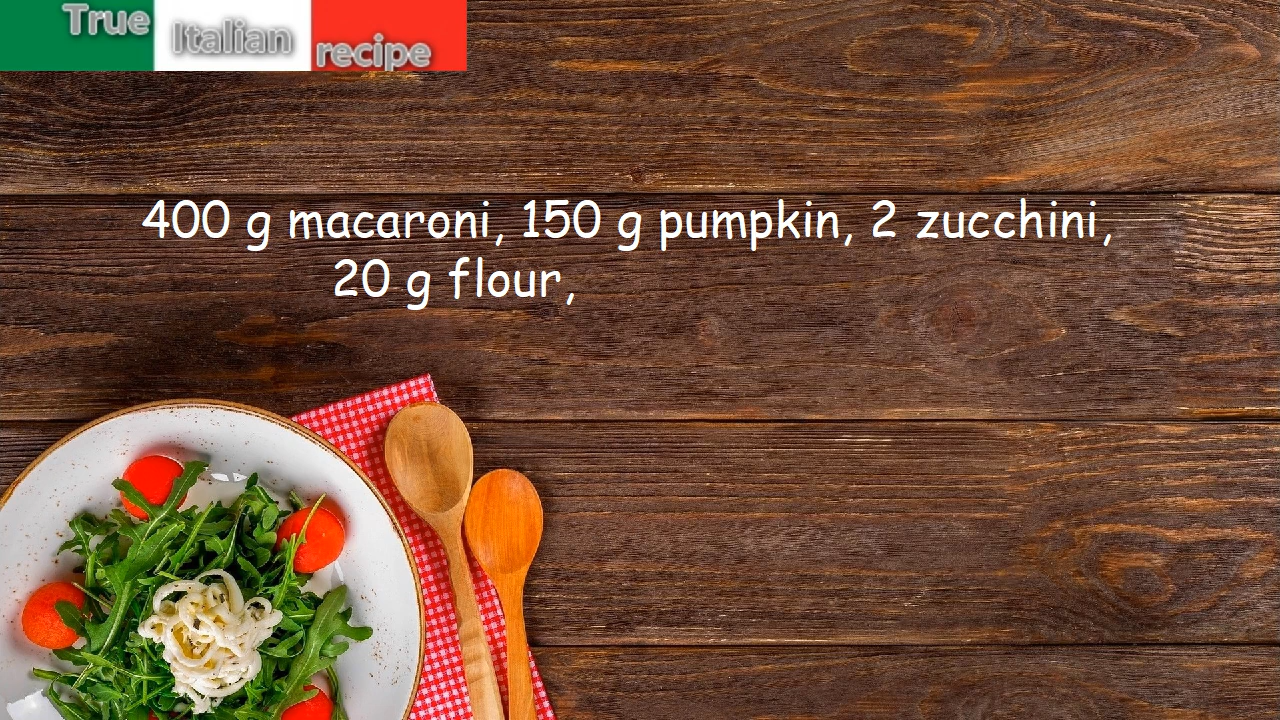 True Italian recipe
400 g macaroni, 150 g pumpkin, 2 zucchini,
20 g flour,